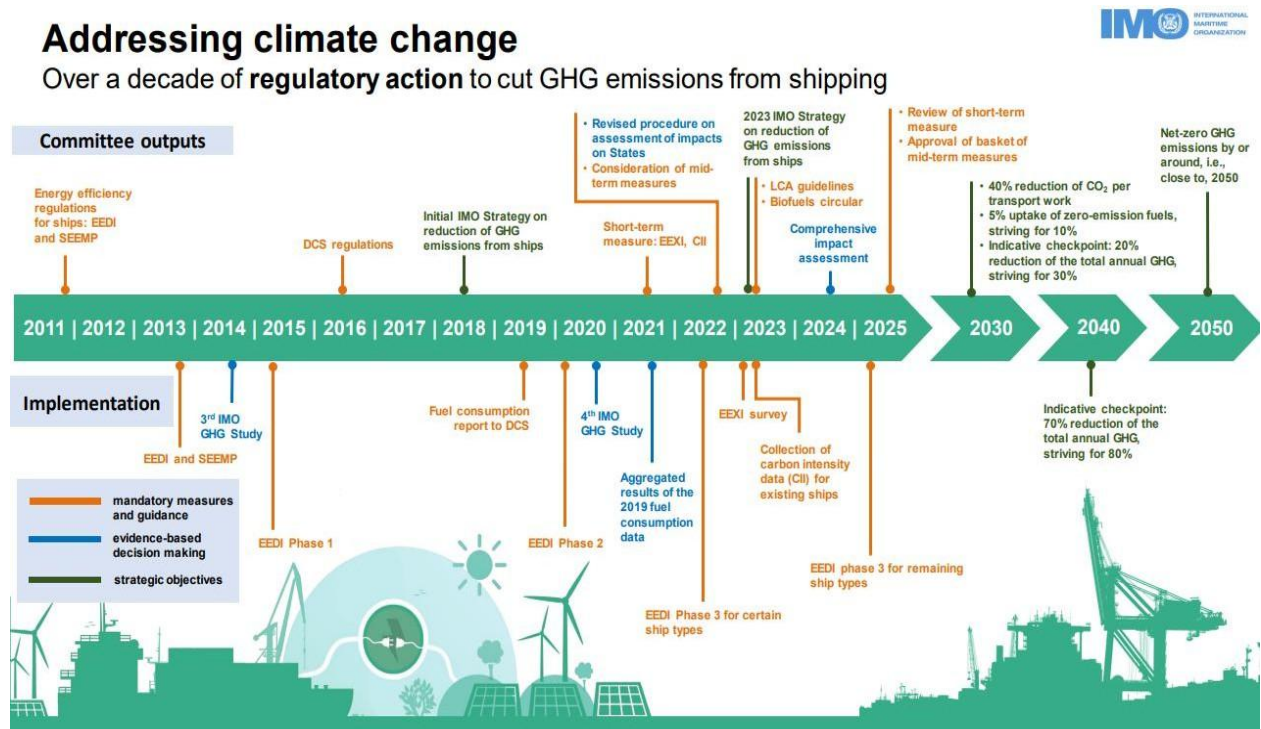 Addressing climate change
Over a decade of regulatory action to cut GHG emissions from shipping
IMO
INTERNATIONAL
MARITIME
ORGANIZATION
Committee outputs
Energy efficiency
regulations
for ships: EEDI
and SEEMP
DCS regulations
Initial IMO Strategy on
reduction of GHG
emissions from ships
• Revised procedure on
assessment of impacts
on States
• Consideration of mid-
term measures
Short-term
measure: EEXI, CII
2023 IMO Strategy
on reduction of
GHG emissions
from ships
• LCA guidelines
• Biofuels circular
Comprehensive
impact
assessment
• Review of short-term
measure
• Approval of basket of
mid-term measures
• 40% reduction of CO₂ per
transport work
• 5% uptake of zero-emission fuels,
striving for 10%
• Indicative checkpoint: 20%
reduction of the total annual GHG,
striving for 30%
Net-zero GHG
emissions by or
around, i.e.,
close to, 2050
2011 | 2012 | 2013 | 2014 | 2015 | 2016 | 2017 | 2018 | 2019 | 2020 | 2021 | 2022 | 2023 | 2024 | 2025
2030
2040
2050
Implementation
EEDI and SEEMP
3rd IMO
GHG Study
EEDI Phase 1
Fuel consumption
report to DCS
EEDI Phase 2
4th IMO
GHG Study
Aggregated
results of the
2019 fuel
consumption
data
EEDI Phase 3 for certain
ship types
EEXI survey
Collection of
carbon intensity
data (CII) for
existing ships
EEDI phase 3 for remaining
ship types
Indicative checkpoint:
70% reduction of the
total annual GHG,
striving for 80%
mandatory measures
and guidance
evidence-based
decision making
strategic objectives